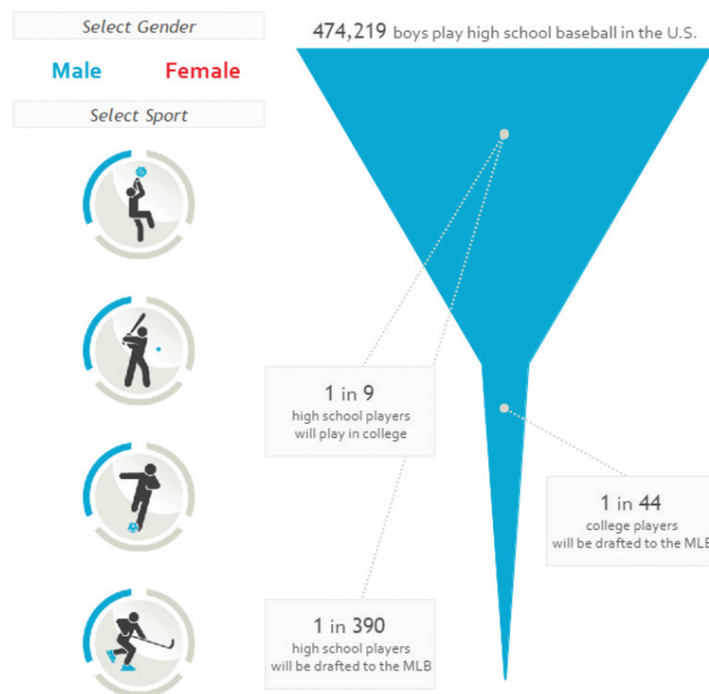 Select Gender
Male Female
Select Sport
474,219 boys play high school baseball in the U.S.
1 in 9
high school players
will play in college
1 in 44
college players
will be drafted to the MLB
1 in 390
high school players
will be drafted to the MLB